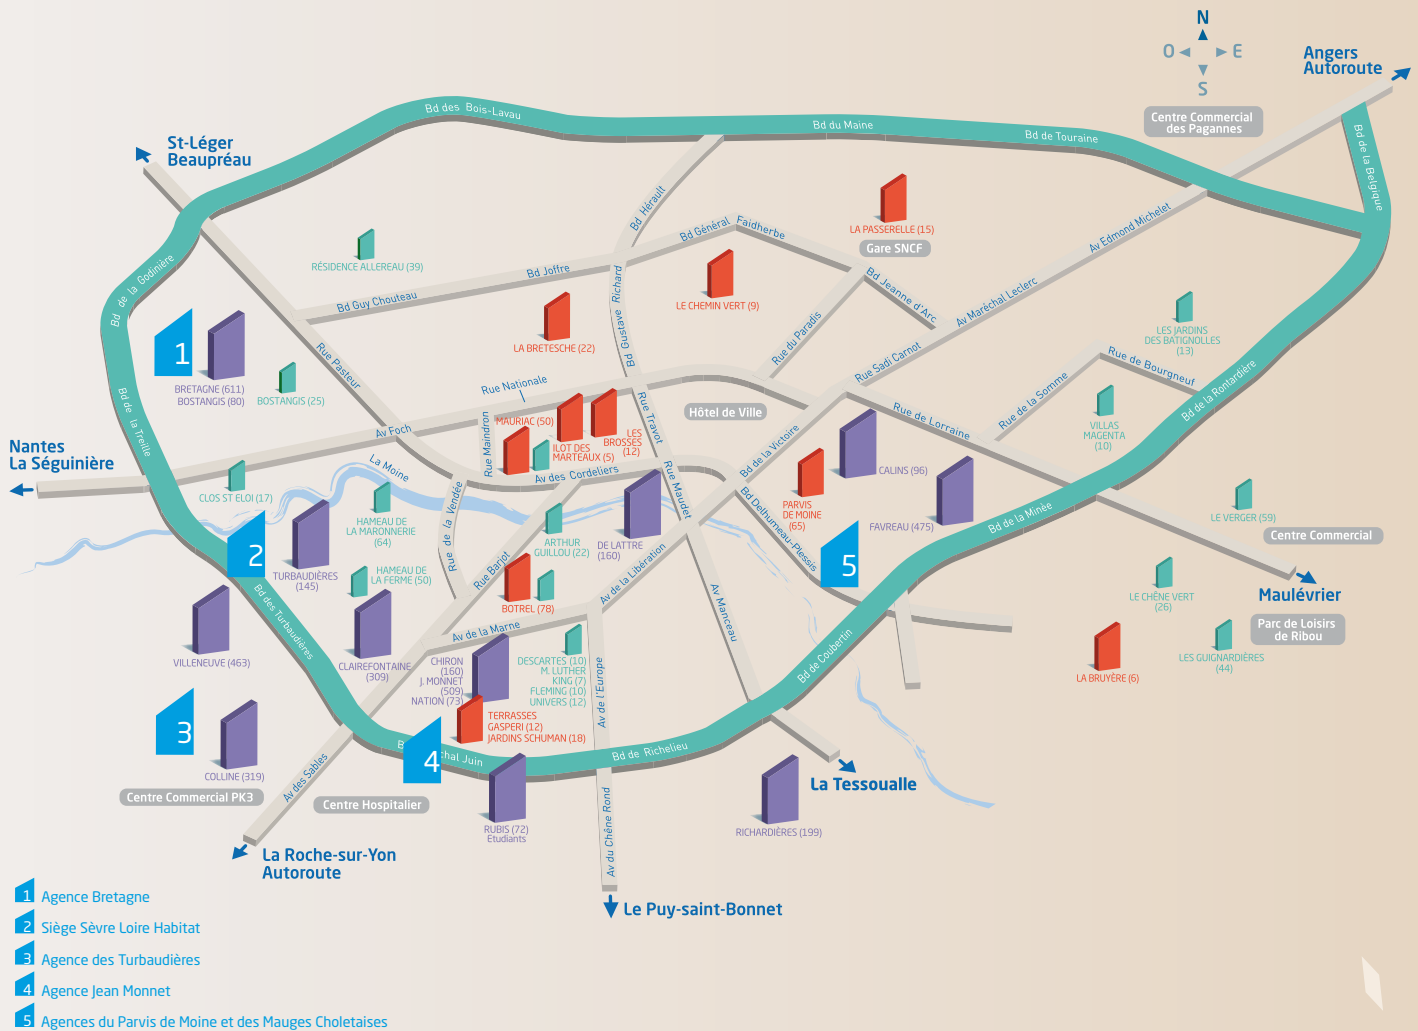 N
O
E
S
Angers
Autoroute
Centre Commercial
des Pagannes
Bd des Bois-Lavau
Bd du Maine
Bd de Touraine
Bd de la Belgique
St-Léger
Beaupréau
Bd Hérault
Bd Général Faidherbe
LA PASSERELLE (15)
Gare SNCF
Av Edmond Michelet
RÉSIDENCE ALLEREAU (39)
Bd de la Godinière
Bd Joffre
Bd Guy Chouteau
Bd Gustave Richard
LE CHEMIN VERT (9)
Bd Jeanne d'Arc
Av Maréchal Leclerc
LA BRETESCHE (22)
Rue du Paradis
Rue Sadi Carnot
LES JARDINS
DES BATIGNOLLES
(13)
1
BRETAGNE (611)
BOSTANGIS (80)
BOSTANGIS (25)
Rue Pasteur
Rue Nationale
Rue de Bourgneuf
Rue de la Somme
Bd de la Rontardière
Bd de la Treille
Av Foch
Rue Maindron
MAURIAC (50)
ILOT DES
MARTEAUX (5)
LES
BROSSES
(12)
Rue Travot
Hôtel de Ville
Rue de Lorraine
VILLAS
MAGENTA
(10)
Nantes
La Séguinière
La Moine
Av des Cordeliers
Bd de la Victoire
CALINS (96)
CLOS ST ELOI (17)
HAMEAU DE
LA MARONNERIE
(64)
Rue de la Vendée
Rue Maudet
Bd Delhumeau-Plessis
PARVIS
DE MOINE
(65)
FAVREAU (475)
Bd de la Minée
LE VERGER (59)
Centre Commercial
2
TURBAUDIÈRES
(145)
HAMEAU DE
LA FERME (50)
ARTHUR
GUILLOU (22)
DE LATTRE
(160)
5
Rue Barjot
BOTREL (78)
Av de la Libération
Av Manceau
LE CHÊNE VERT
(26)
Maulévrier
Parc de Loisirs
de Ribou
Bd des Turbaudières
VILLENEUVE (463)
CLAIREFONTAINE
(309)
Av de la Marne
CHIRON
(160)
J. MONNET
(509)
NATION (73)
DESCARTES (10)
M. LUTHER
KING (7)
FLEMING (10)
UNIVERS (12)
Av de l'Europe
Bd de Coubertin
LES GUIGNARDIÈRES
(44)
LA BRUYÈRE (6)
3
COLLINE (319)
Centre Commercial PK3
TERRASSES
GASPERI (12)
JARDINS SCHUMAN (18)
4
chal Juin
Bd de Richelieu
Av des Sables
Centre Hospitalier
RUBIS (72)
Etudiants
Av du Chêne Rond
La Tessoualle
RICHARDIÈRES (199)
La Roche-sur-Yon
Autoroute
Le Puy-saint-Bonnet
1 Agence Bretagne
2 Siège Sèvre Loire Habitat
3 Agence des Turbaudières
4 Agence Jean Monnet
5 Agences du Parvis de Moine et des Mauges Choletaises